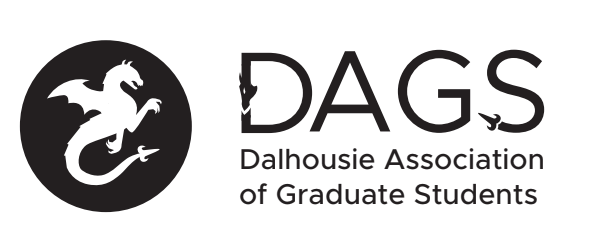 DAGS
Dalhousie Association
of Graduate Students